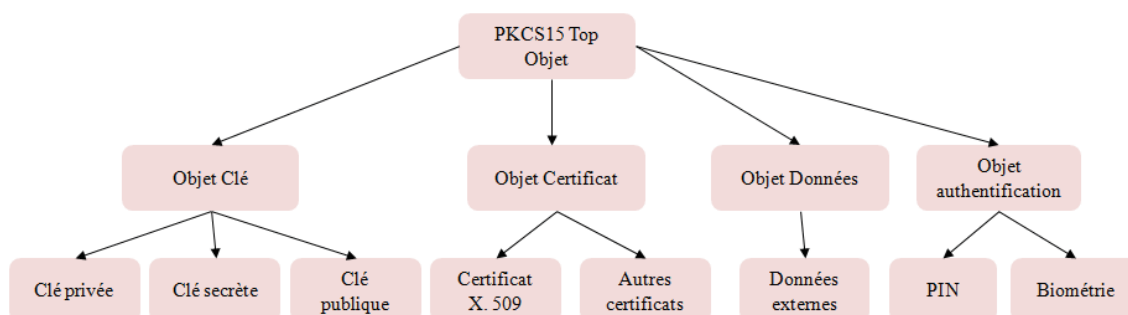 PKCS15 Top
Objet
Objet Clé
Objet Certificat
Objet Données
Objet
authentification
Clé privée
Clé secrète
Clé
publique
Certificat
X. 509
Autres
certificats
Données
externes
PIN
Biométrie